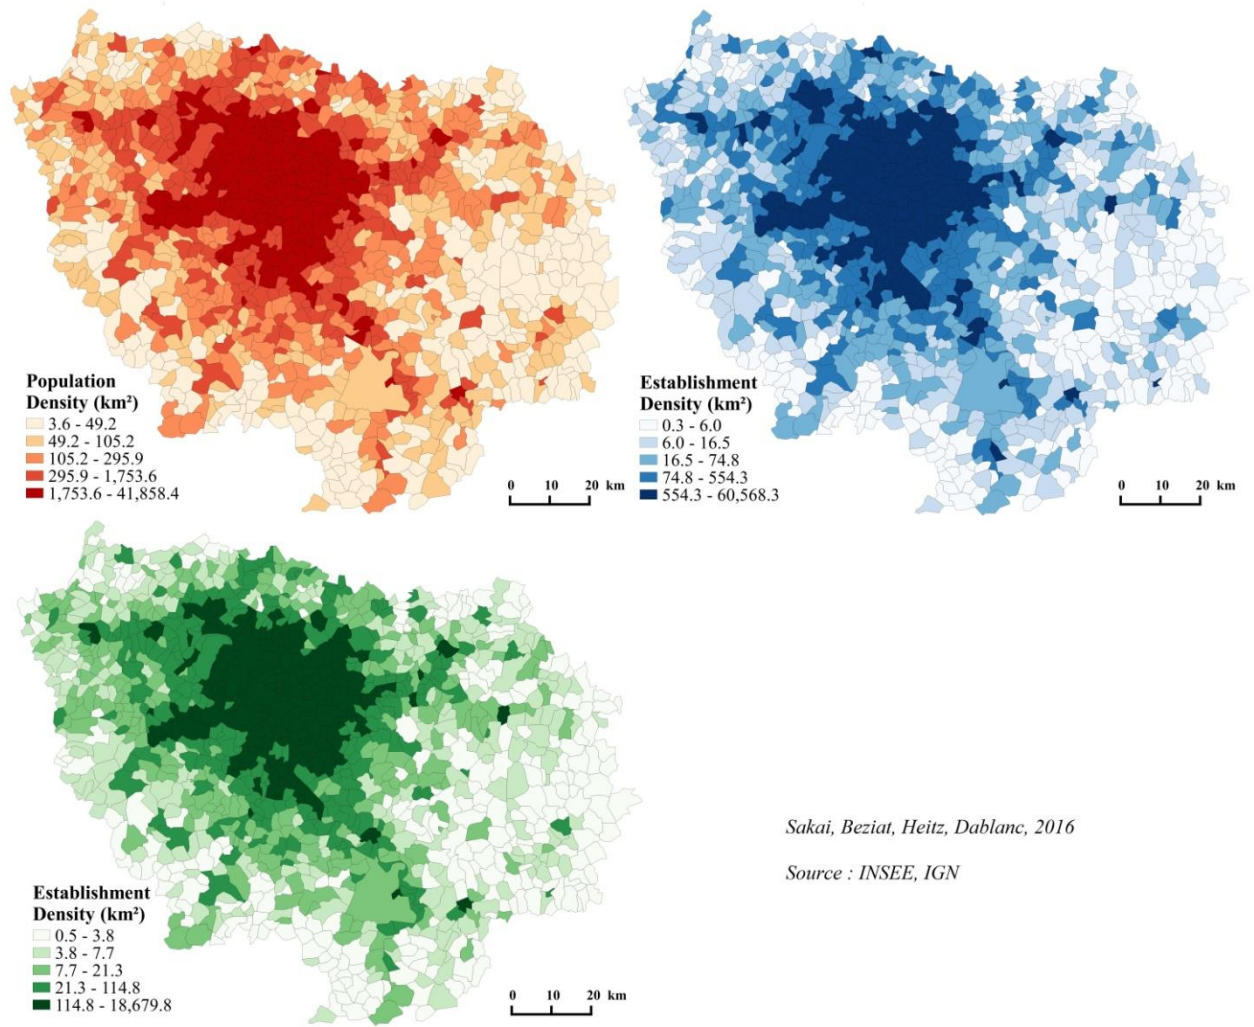 Population
Density (km²)
3.6 - 49.2
49.2 - 105.2
105.2 - 295.9
295.9 - 1,753.6
1,753.6 - 41,858.4
0 10 20 km
Establishment
Density (km²)
0.3 - 6.0
6.0 - 16.5
16.5 - 74.8
74.8 - 554.3
554.3 - 60,568.3
0 10 20 km
Establishment
Density (km²)
0.5 - 3.8
3.8 - 7.7
7.7 - 21.3
21.3 - 114.8
114.8 - 18,679.8
0 10 20 km
Sakai, Beziat, Heitz, Dablanc, 2016
Source : INSEE, IGN